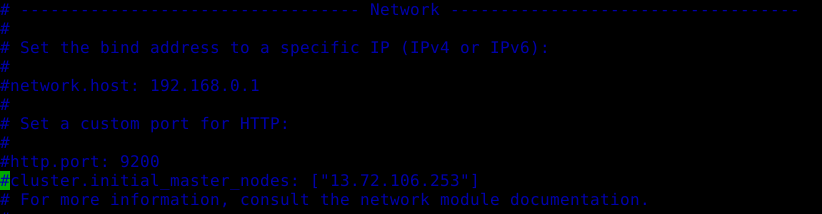 # ---------------------------------- Network -----------------------------------
#
# Set the bind address to a specific IP (IPv4 or IPv6):
#
#network.host: 192.168.0.1
#
# Set a custom port for HTTP:
#
#http.port: 9200
#cluster.initial_master_nodes: ["13.72.106.253"]
# For more information, consult the network module documentation.